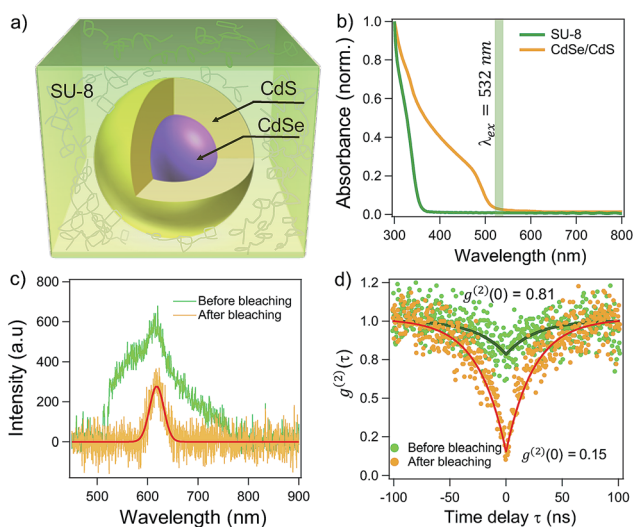 a)
SU-8
CdS
CdSe
b)
SU-8
CdSe/CdS
λex = 532 nm
Absorbance (norm.)
1.0
0.8
0.6
0.4
0.2
0.0
300 400 500 600 700 800
Wavelength (nm)
c)
Before bleaching
After bleaching
Intensity (a.u)
800
600
400
200
0
500 600 700 800 900
Wavelength (nm)
d)
g(2)(0) = 0.81
g(2)(τ)
1.2
1.0
0.8
0.5
0.2
0.0
Before bleaching
After bleaching
g(2)(0) = 0.15
-100 -50 0 50 100
Time delay τ (ns)